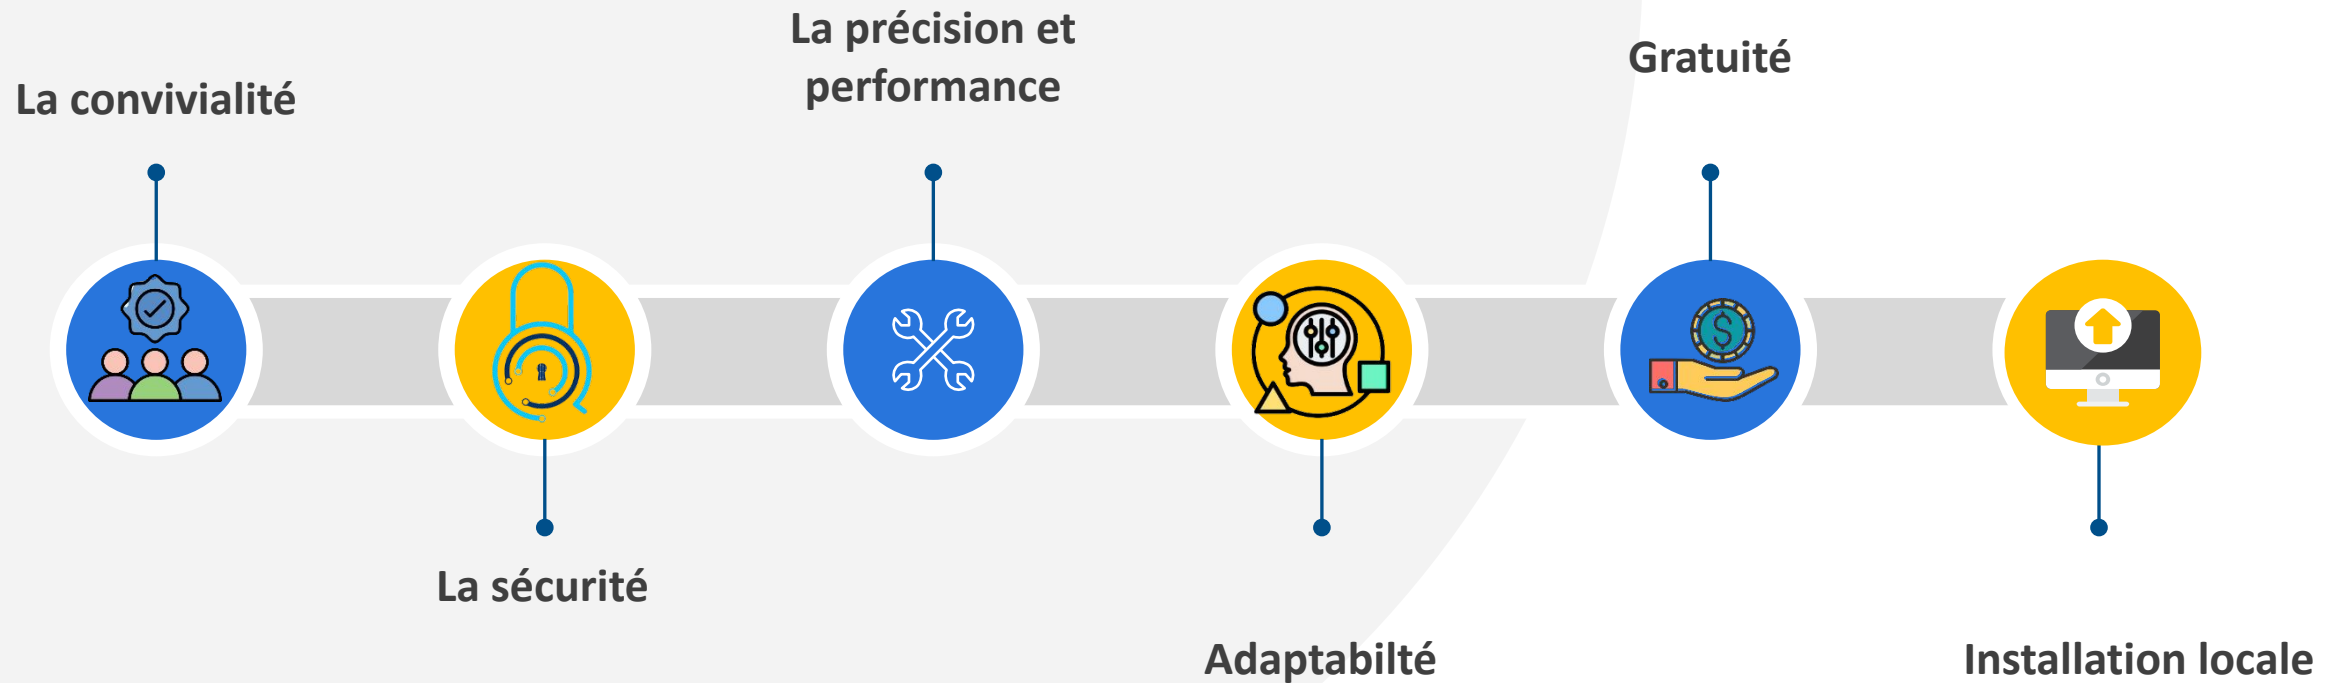 La convivialité
La sécurité
La précision et
performance
Adaptabilté
Gratuité
Installation locale